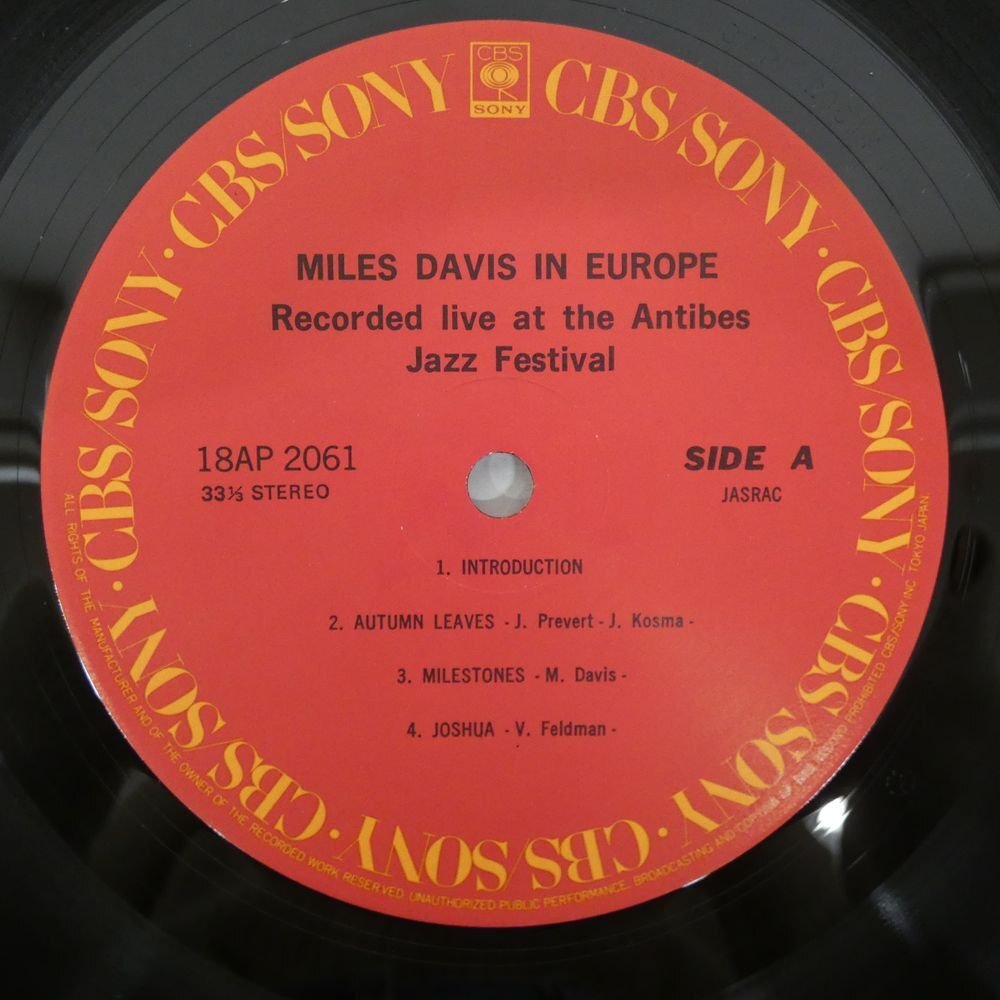 CBS
SONY
CBS/SONY · CBS/SONY · CBS/SONY · CBS/SONY · CBS/SONY · CBS/SONY · CBS/SONY · CBS/SONY · CBS/SONY
MILES DAVIS IN EUROPE
Recorded live at the Antibes
Jazz Festival
18AP 2061
SIDE A
33⅓ STEREO
JASRAC
1. INTRODUCTION
2. AUTUMN LEAVES - J. Prevert - J. Kosma -
3. MILESTONES - M. Davis -
4. JOSHUA - V. Feldman -
ALL RIGHTS OF THE MANUFACTURER AND OF THE OWNER OF THE RECORDED WORK RESERVED. UNAUTHORIZED PUBLIC PERFORMANCE, BROADCASTING AND COPYING OF THIS RECORD PROHIBITED CBS/SONY INC TOKYO JAPAN.